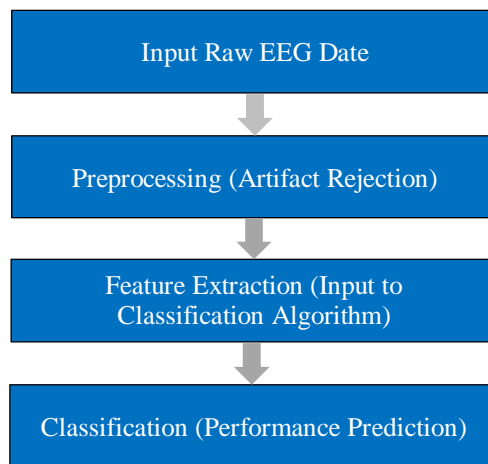 Input Raw EEG Date
Preprocessing (Artifact Rejection)
Feature Extraction (Input to
Classification Algorithm)
Classification (Performance Prediction)